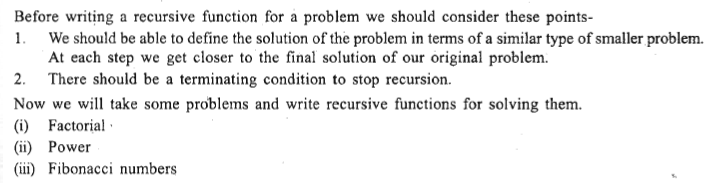 Before writing a recursive function for a problem we should consider these points-
1. We should be able to define the solution of the problem in terms of a similar type of smaller problem.
At each step we get closer to the final solution of our original problem.
2. There should be a terminating condition to stop recursion.
Now we will take some problems and write recursive functions for solving them.
(i) Factorial
(ii) Power
(iii) Fibonacci numbers